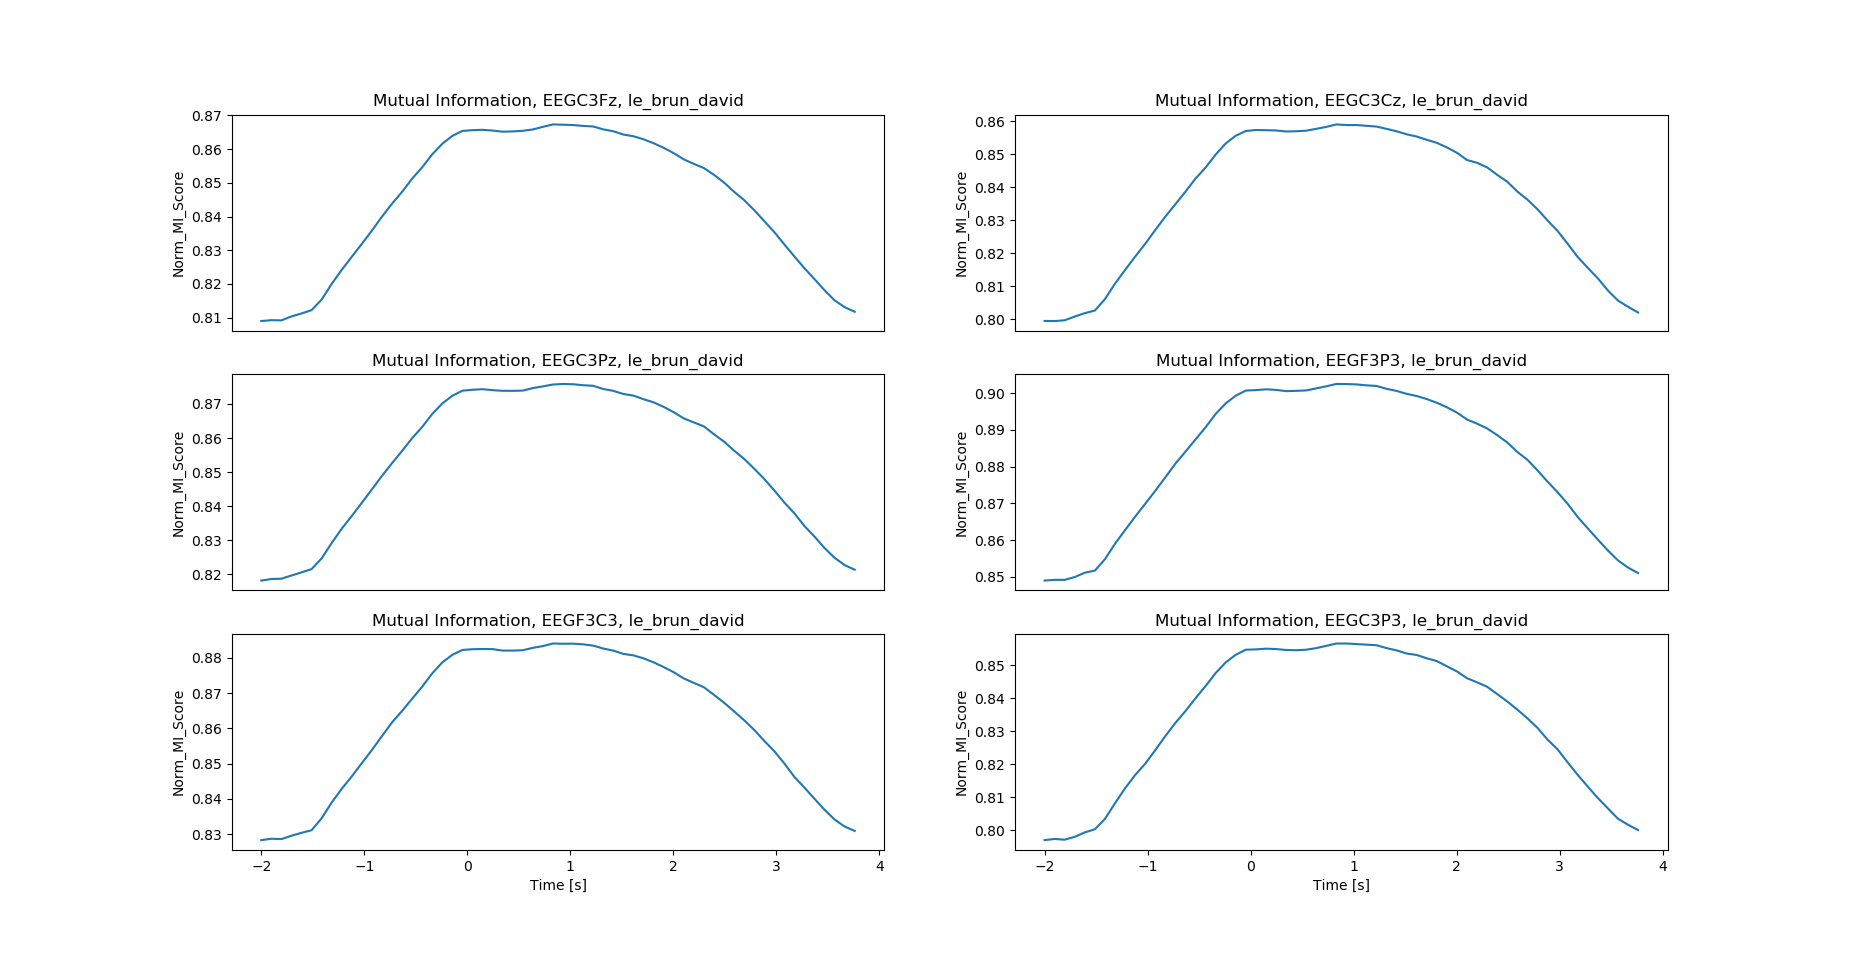 Mutual Information, EEGC3Fz, le_brun_david
Norm_MI_Score
0.87
0.86
0.85
0.84
0.83
0.82
0.81
Mutual Information, EEGC3Cz, le_brun_david
Norm_MI_Score
0.86
0.85
0.84
0.83
0.82
0.81
0.80
Mutual Information, EEGC3Pz, le_brun_david
Norm_MI_Score
0.87
0.86
0.85
0.84
0.83
0.82
Mutual Information, EEGF3P3, le_brun_david
Norm_MI_Score
0.90
0.89
0.88
0.87
0.86
0.85
Mutual Information, EEGF3C3, le_brun_david
Norm_MI_Score
0.88
0.87
0.86
0.85
0.84
0.83
−2 −1 0 1 2 3 4
Time [s]
Mutual Information, EEGC3P3, le_brun_david
Norm_MI_Score
0.85
0.84
0.83
0.82
0.81
0.80
−2 −1 0 1 2 3 4
Time [s]